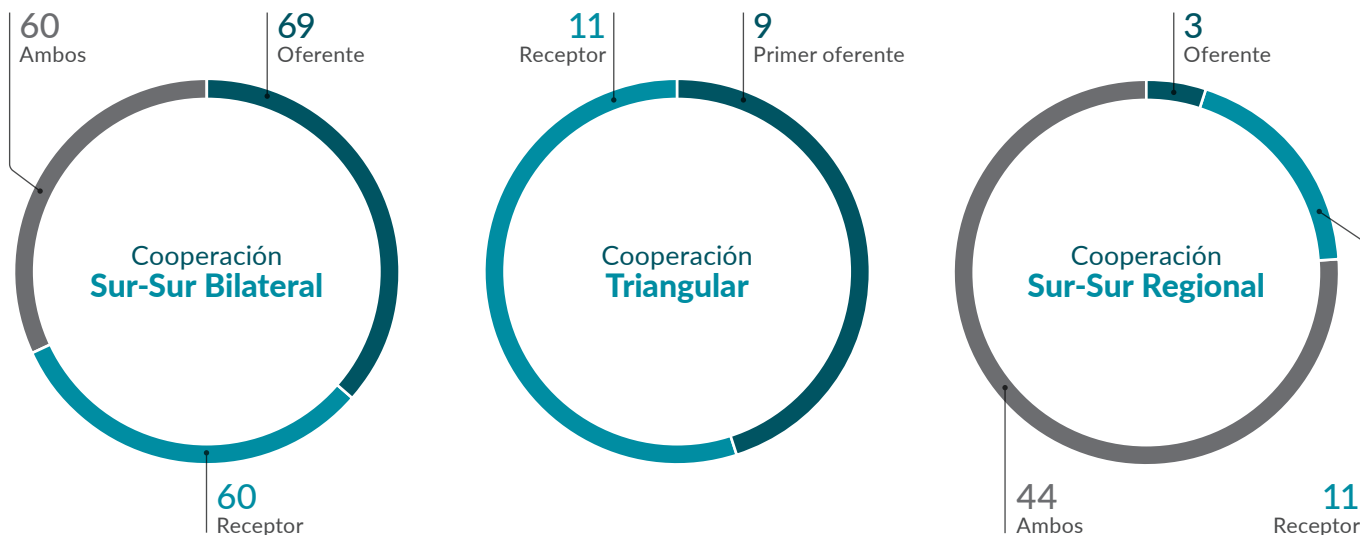 60
Ambos
69
Oferente
Cooperación
Sur-Sur Bilateral
60
Receptor
11
Receptor
9
Primer oferente
Cooperación
Triangular
3
Oferente
Cooperación
Sur-Sur Regional
44
Ambos
11
Receptor